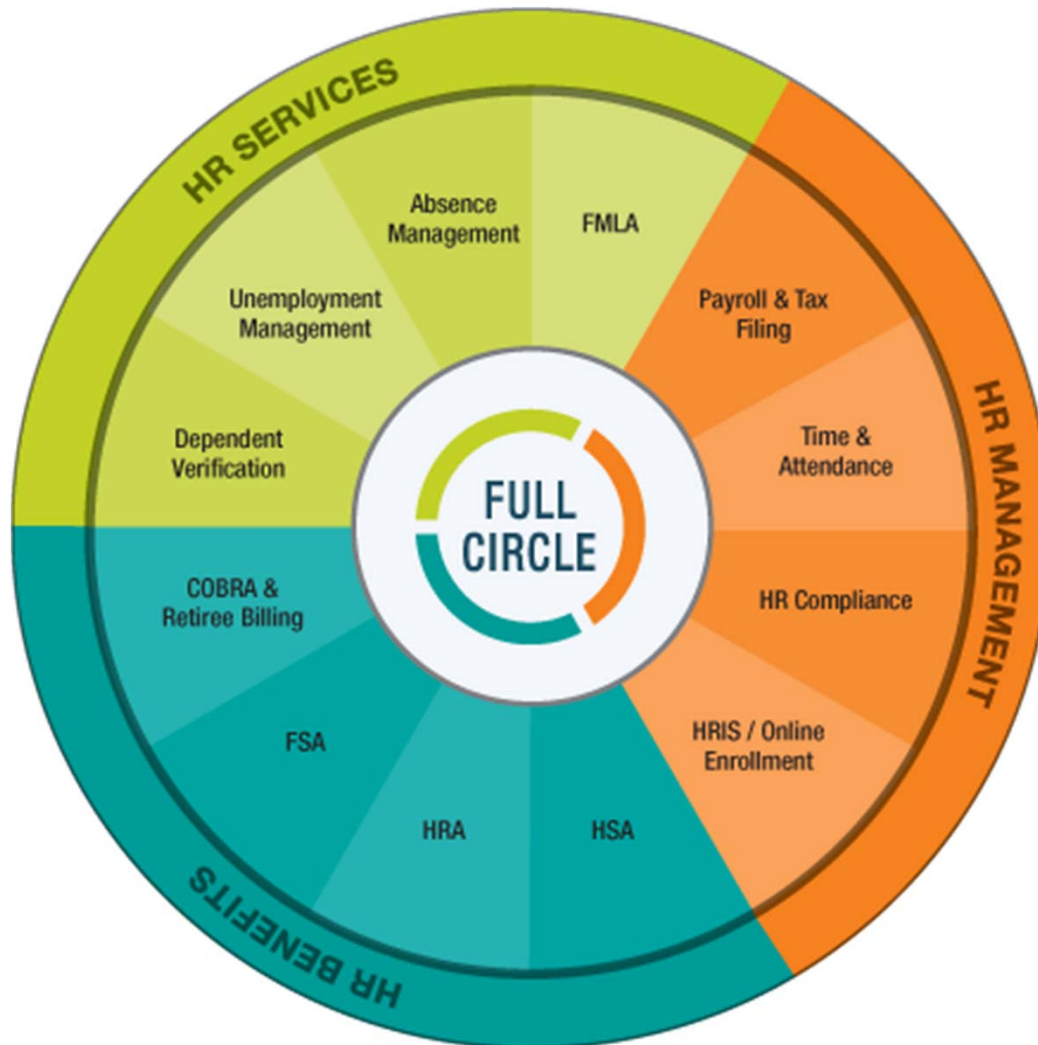 HR SERVICES
Absence
Management
FMLA
Unemployment
Management
Dependent
Verification
HR MANAGEMENT
Payroll & Tax
Filing
Time &
Attendance
HR Compliance
HRIS / Online
Enrollment
FULL
CIRCLE
HR BENEFITS
COBRA &
Retiree Billing
FSA
HRA
HSA